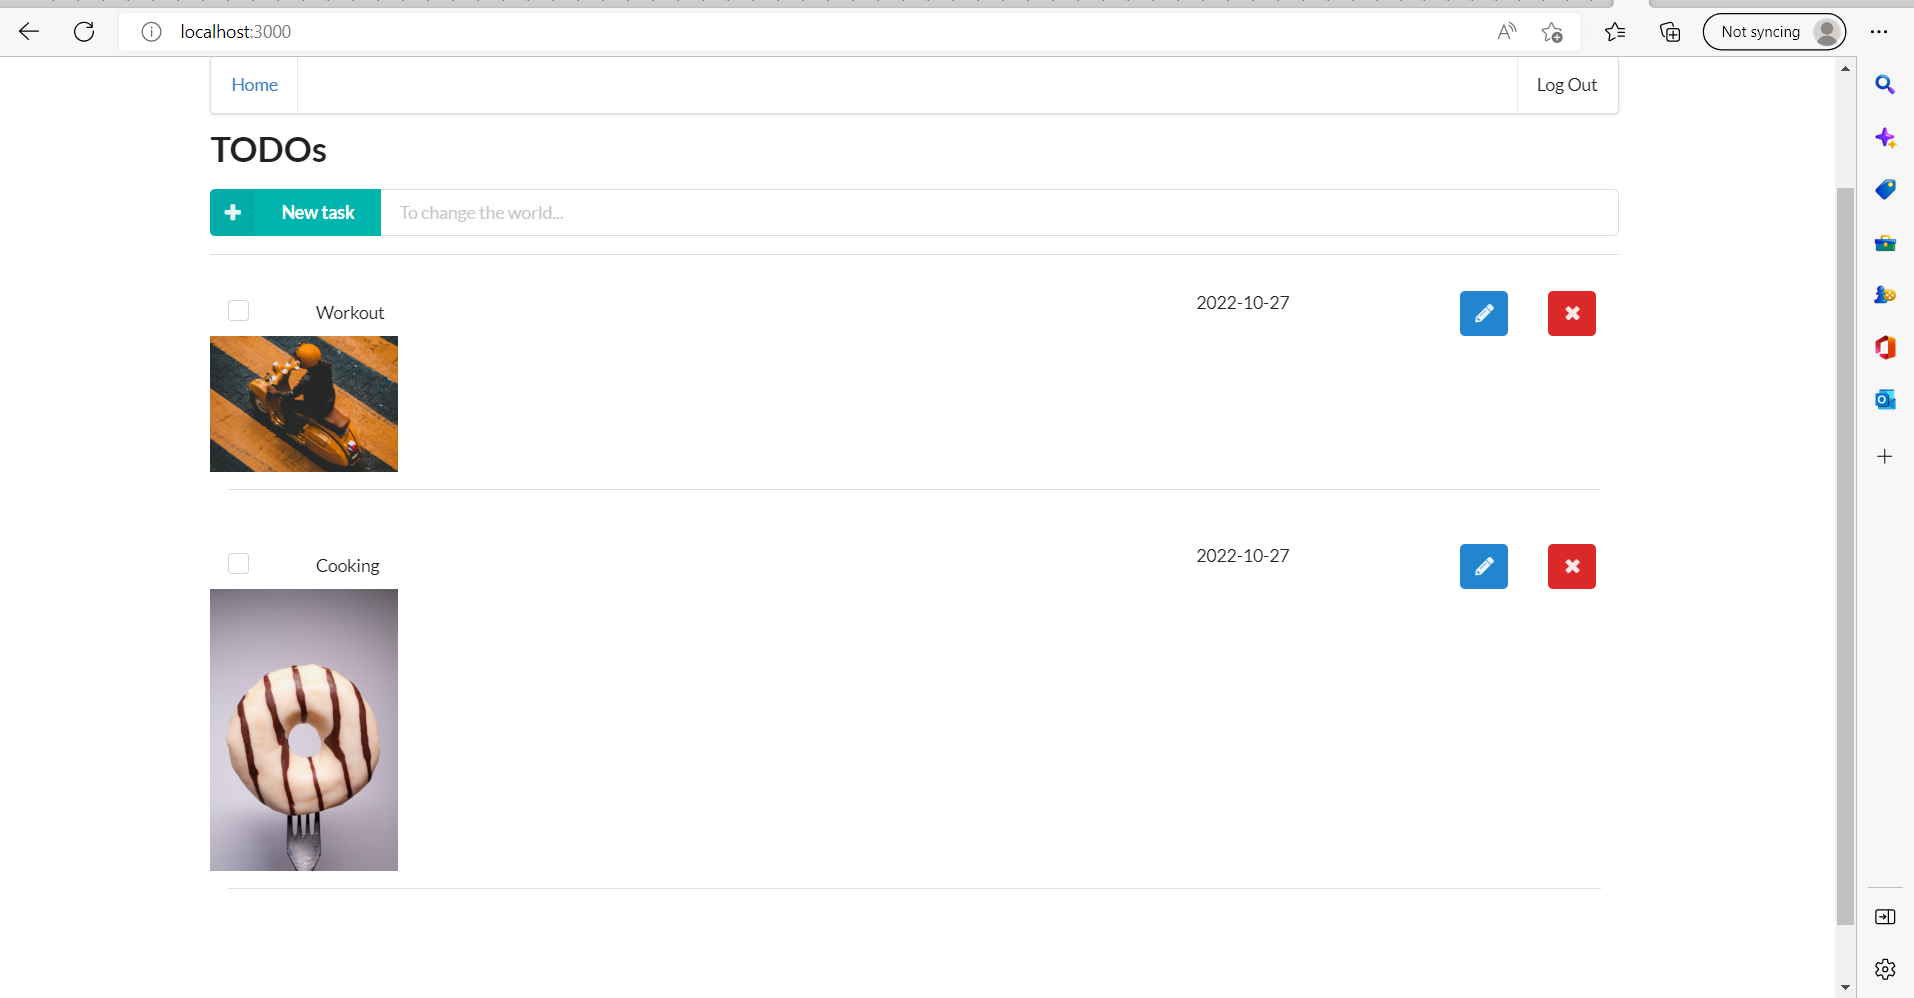 localhost:3000
Not syncing
Home
Log Out
TODOs
New task
To change the world...
Workout
2022-10-27
Cooking
2022-10-27